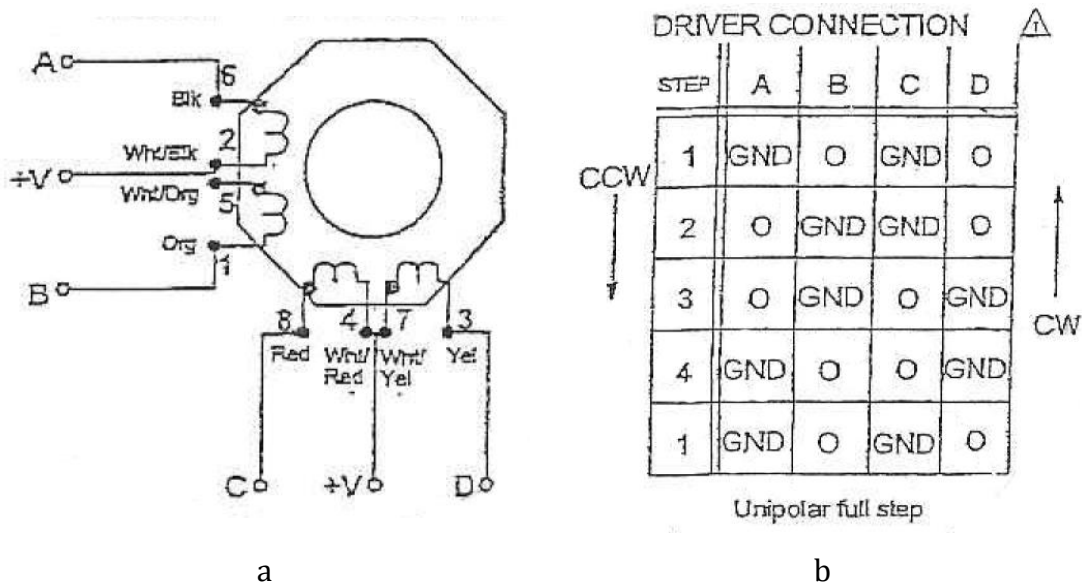 A
6
Blk
2
Wht/Blk
+V
Wht/Org
5
Org
1
B
8 4 7 3
Red Wht/ Wht/ Yel
Red Yel
C +V D
a
DRIVER CONNECTION 1
STEP A B C D
1 GND O GND O
CCW
2 O GND GND O
3 O GND O GND
CW
4 GND O O GND
1 GND O GND O
Unipolar full step
b